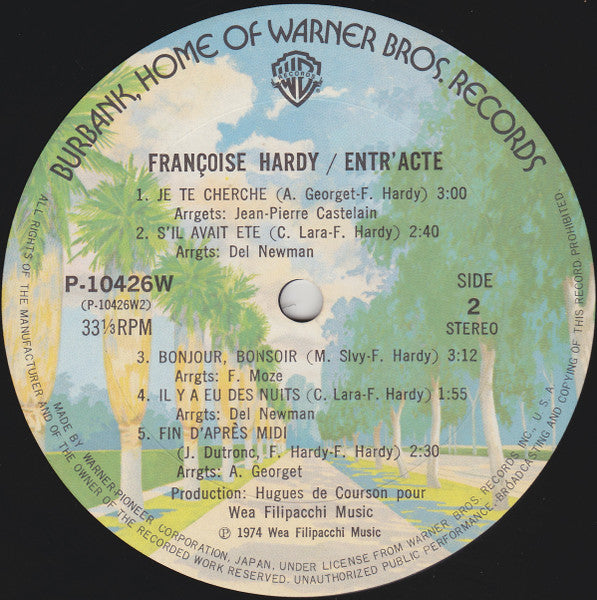 BURBANK, HOME OF WARNER BROS. RECORDS
WB
RECORDS
FRANÇOISE HARDY / ENTR'ACTE
1. JE TE CHERCHE (A. Georget-F. Hardy) 3:00
Arrgets: Jean-Pierre Castelain
2. S'IL AVAIT ETE (C. Lara-F. Hardy) 2:40
Arrgts: Del Newman
P-10426W
(P-10426W2)
33⅓RPM
SIDE
2
STEREO
3. BONJOUR, BONSOIR (M. Slvy-F. Hardy) 3:12
Arrgts: F. Moze
4. IL Y A EU DES NUITS (C. Lara-F. Hardy) 1:55
Arrgts: Del Newman
5. FIN D'APRÈS MIDI
(J. Dutronc, F. Hardy-F. Hardy) 2:30
Arrgts: A. Georget
Production: Hugues de Courson pour
Wea Filipacchi Music
Ⓟ 1974 Wea Filipacchi Music
MADE BY WARNER-PIONEER CORPORATION, JAPAN. UNDER LICENSE FROM WARNER BROS RECORDS INC., U.S.A.
ALL RIGHTS OF THE MANUFACTURER AND OF THE OWNER OF THE RECORDED WORK RESERVED. UNAUTHORIZED PUBLIC PERFORMANCE, BROADCASTING AND COPYING OF THIS RECORD PROHIBITED.